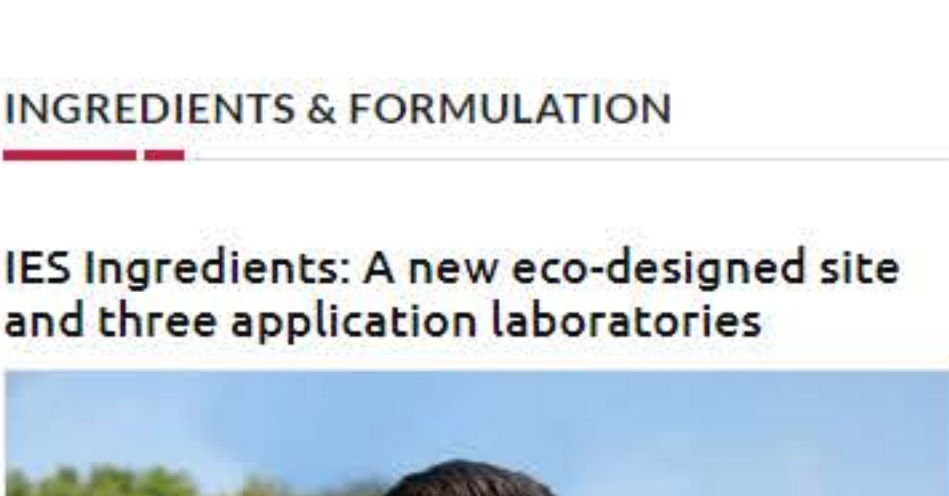 INGREDIENTS & FORMULATION
IES Ingredients: A new eco-designed site
and three application laboratories